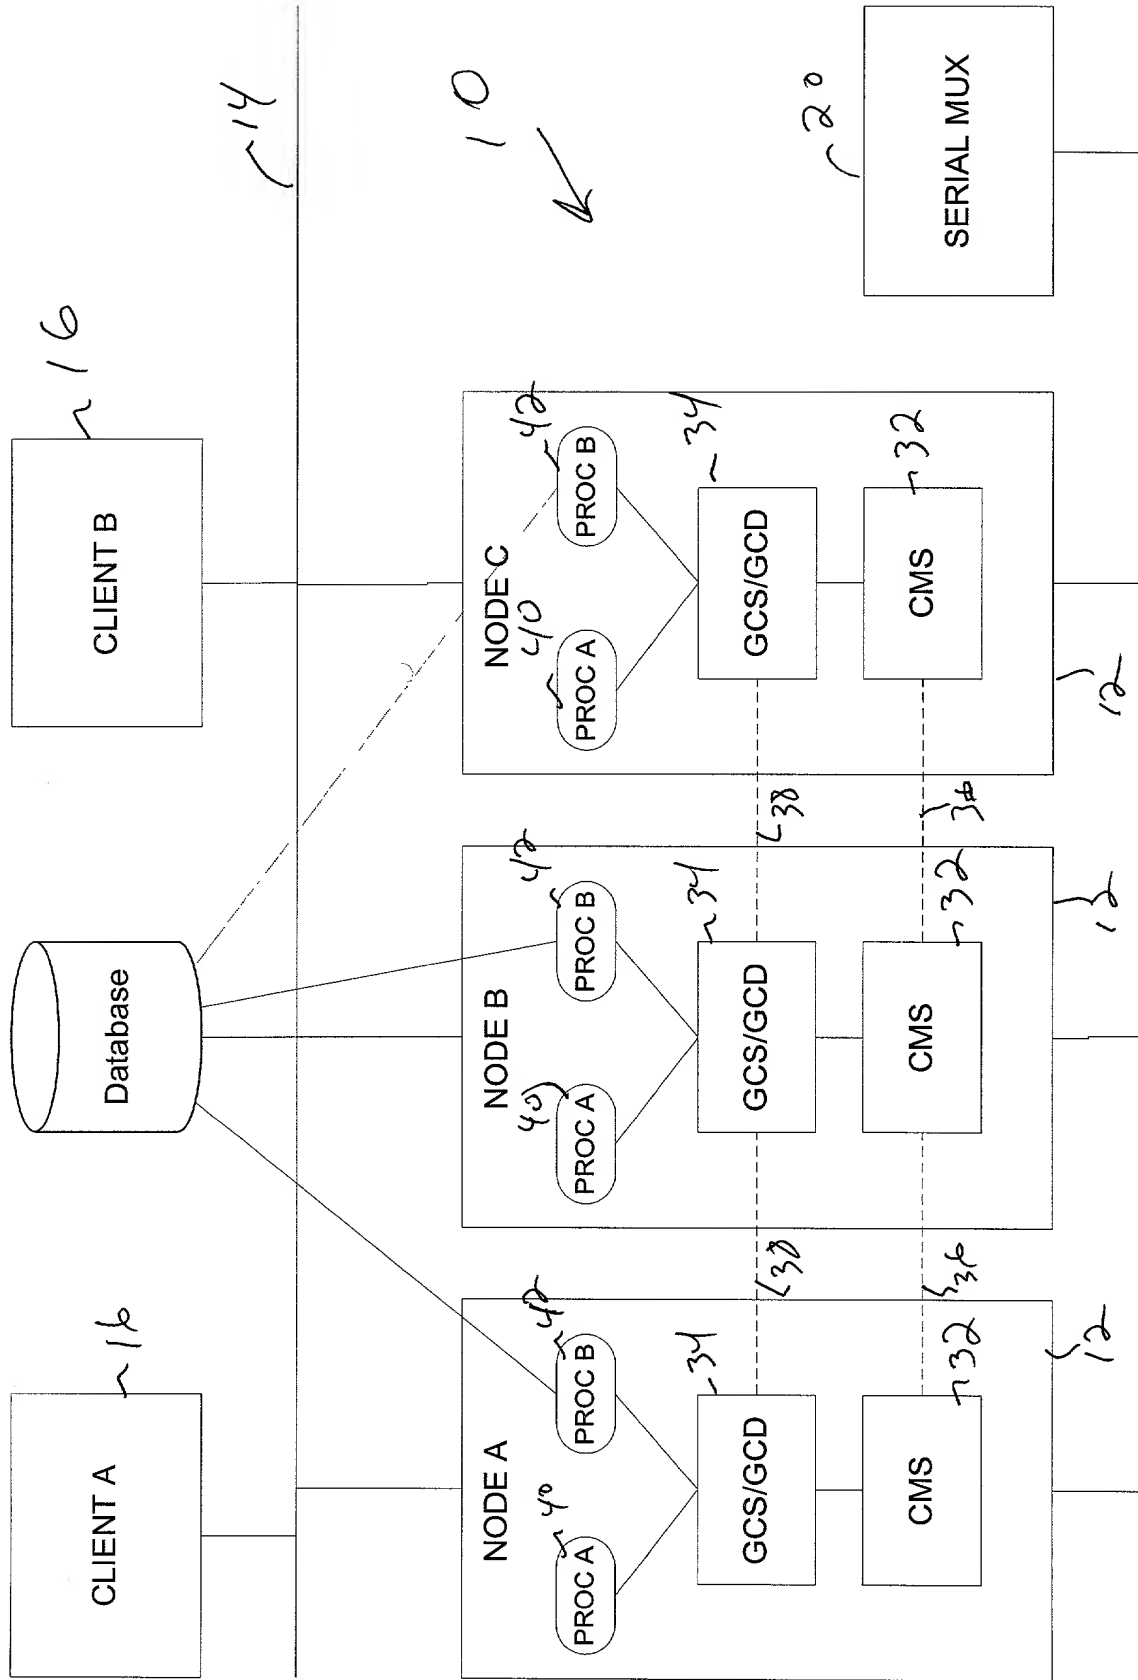 CLIENT A
16
Database
CLIENT B
16
14
10
NODE A
PROC A
40
PROC B
42
GCS/GCD
34
CMS
32
12
38
36
NODE B
PROC A
40
PROC B
42
GCS/GCD
34
CMS
32
12
38
36
NODE C
PROC A
40
PROC B
42
GCS/GCD
34
CMS
32
12
SERIAL MUX
20